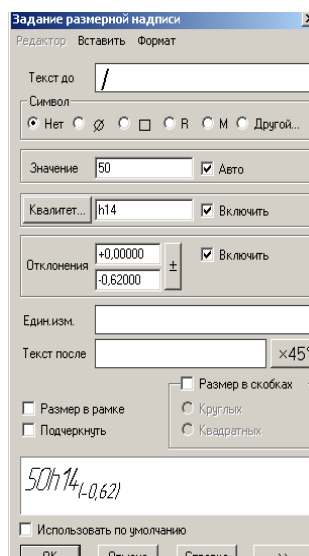 Задание размерной надписи
Редактор Вставить Формат
Текст до /
Символ
Нет Ø □ R M Другой...
Значение 50 Авто
Квалитет... h14 Включить
Отклонения +0,00000 -0,62000 ± Включить
Един.изм.
Текст после ×45°
Размер в скобках
Размер в рамке Круглых
Подчеркнуть Квадратных
50h14(-0,62)
Использовать по умолчанию
OK Отмена Справка >>